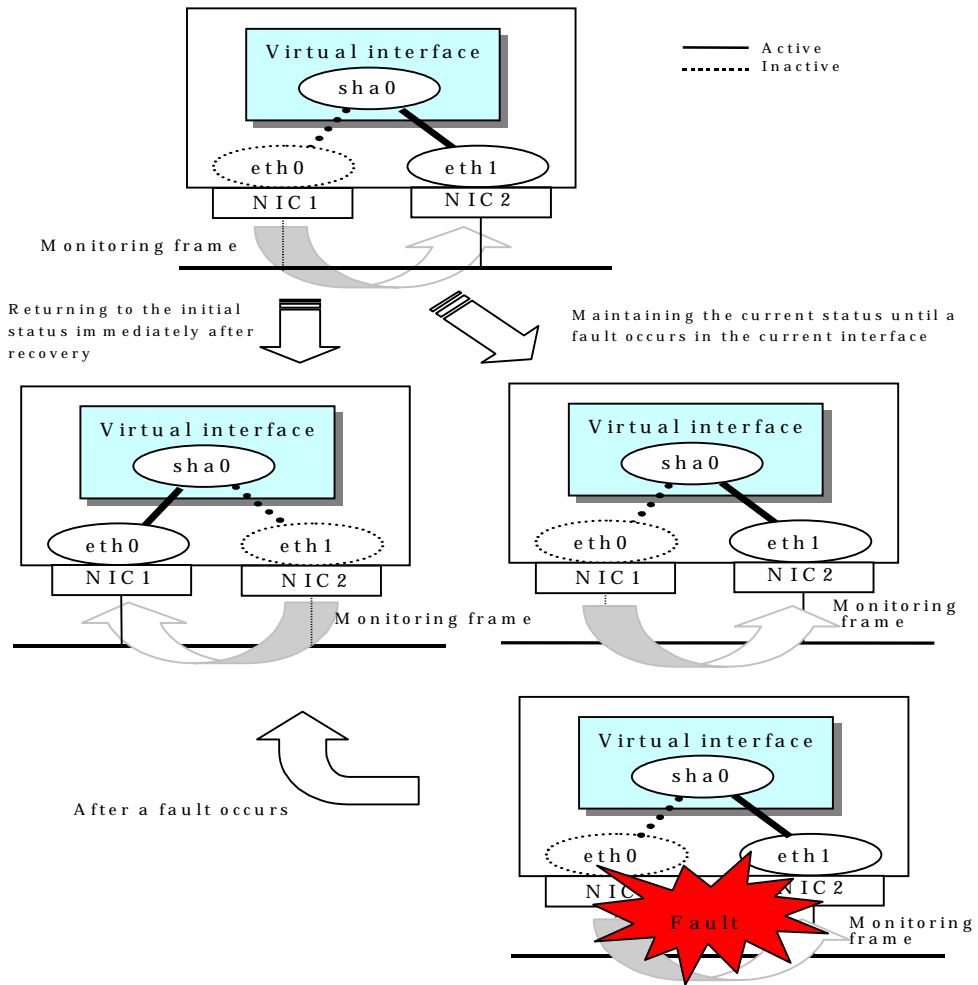 Virtual interface
sha0
Active
Inactive
eth0
eth1
NIC1
NIC2
Monitoring frame
Returning to the initial
status immediately after
recovery
Maintaining the current status until a
fault occurs in the current interface
Virtual interface
sha0
eth0
eth1
NIC1
NIC2
Monitoring frame
Virtual interface
sha0
eth0
eth1
NIC1
NIC2
Monitoring
frame
After a fault occurs
Virtual interface
sha0
eth0
eth1
NIC2
Fault
Monitoring
frame